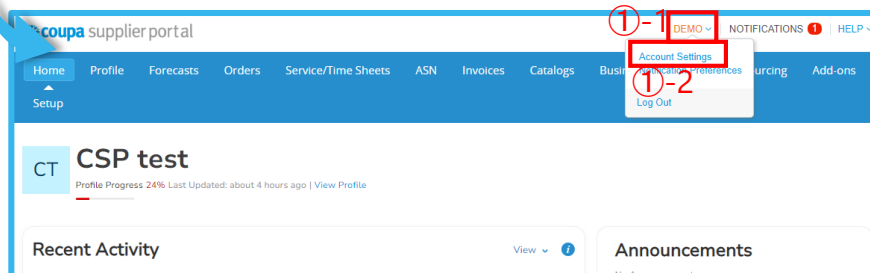 coupa supplier portal
①-1
DEMO
NOTIFICATIONS 1
HELP
Home Profile Forecasts Orders Service/Time Sheets ASN Invoices Catalogs Add-ons
Account Settings
Notification Preferences
①-2
Log Out
Setup
CT
CSP test
Profile Progress 24% Last Updated: about 4 hours ago | View Profile
Recent Activity
View
i
Announcements